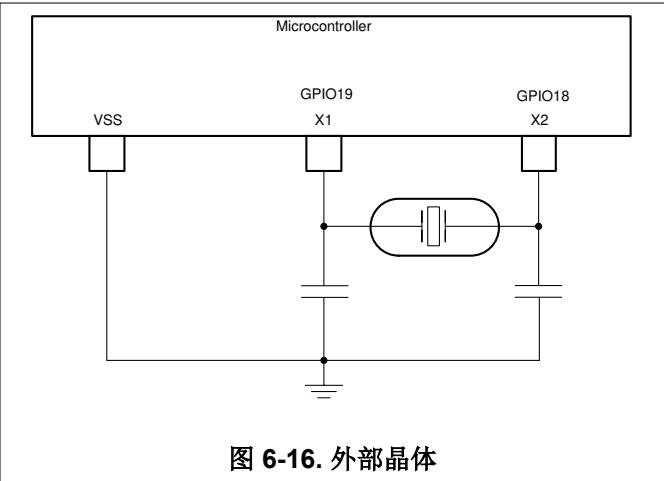 Microcontroller
GPIO19
GPIO18
VSS
X1
X2
图 6-16. 外部晶体